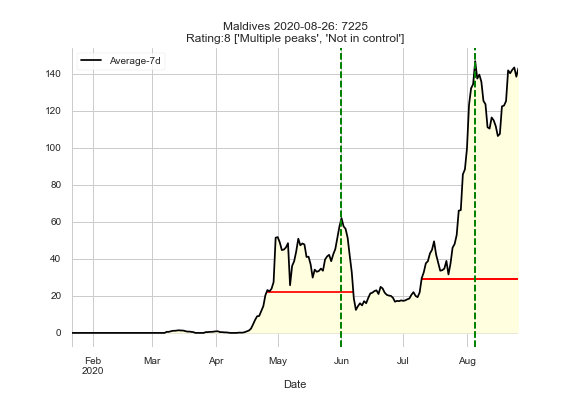 Maldives 2020-08-26: 7225
Rating:8 ['Multiple peaks', 'Not in control']
Average-7d
140
120
100
80
60
40
20
0
Feb
2020
Mar
Apr
May
Jun
Jul
Aug
Date